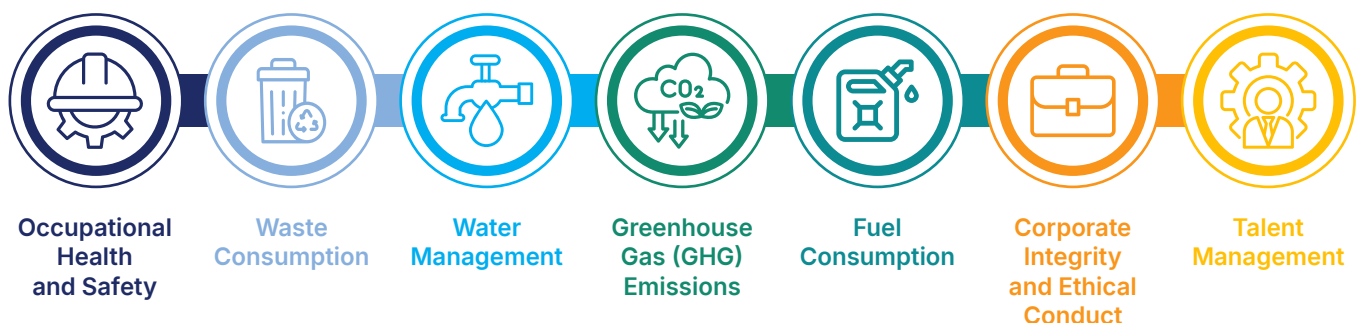 CO₂
Occupational
Health
and Safety
Waste
Consumption
Water
Management
Greenhouse
Gas (GHG)
Emissions
Fuel
Consumption
Corporate
Integrity
and Ethical
Conduct
Talent
Management